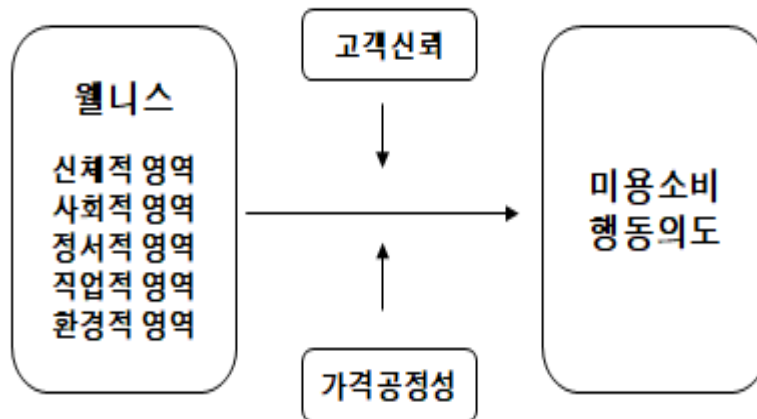 고객신뢰
웰니스
신체적 영역
사회적 영역
정서적 영역
직업적 영역
환경적 영역
미용소비
행동의도
가격공정성